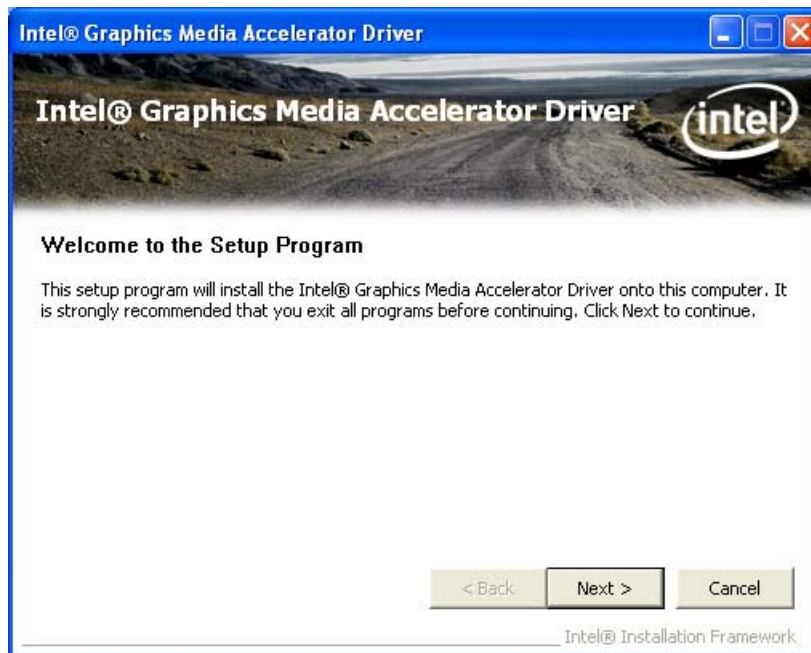 Intel® Graphics Media Accelerator Driver
Intel® Graphics Media Accelerator Driver
intel
Welcome to the Setup Program
This setup program will install the Intel® Graphics Media Accelerator Driver onto this computer. It
is strongly recommended that you exit all programs before continuing. Click Next to continue.
< Back
Next >
Cancel
Intel® Installation Framework